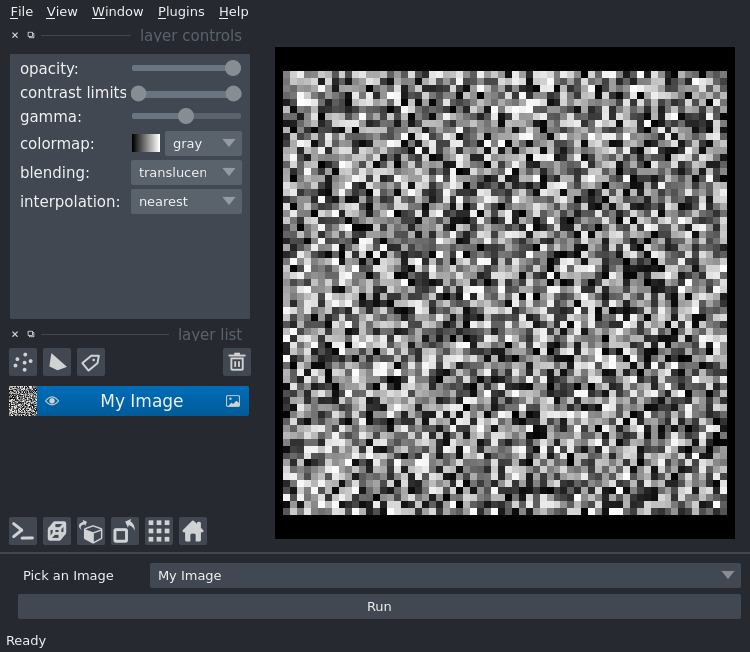 File View Window Plugins Help
layer controls
opacity:
contrast limits
gamma:
colormap: gray
blending: translucen
interpolation: nearest
layer list
My Image
Pick an Image My Image
Run
Ready